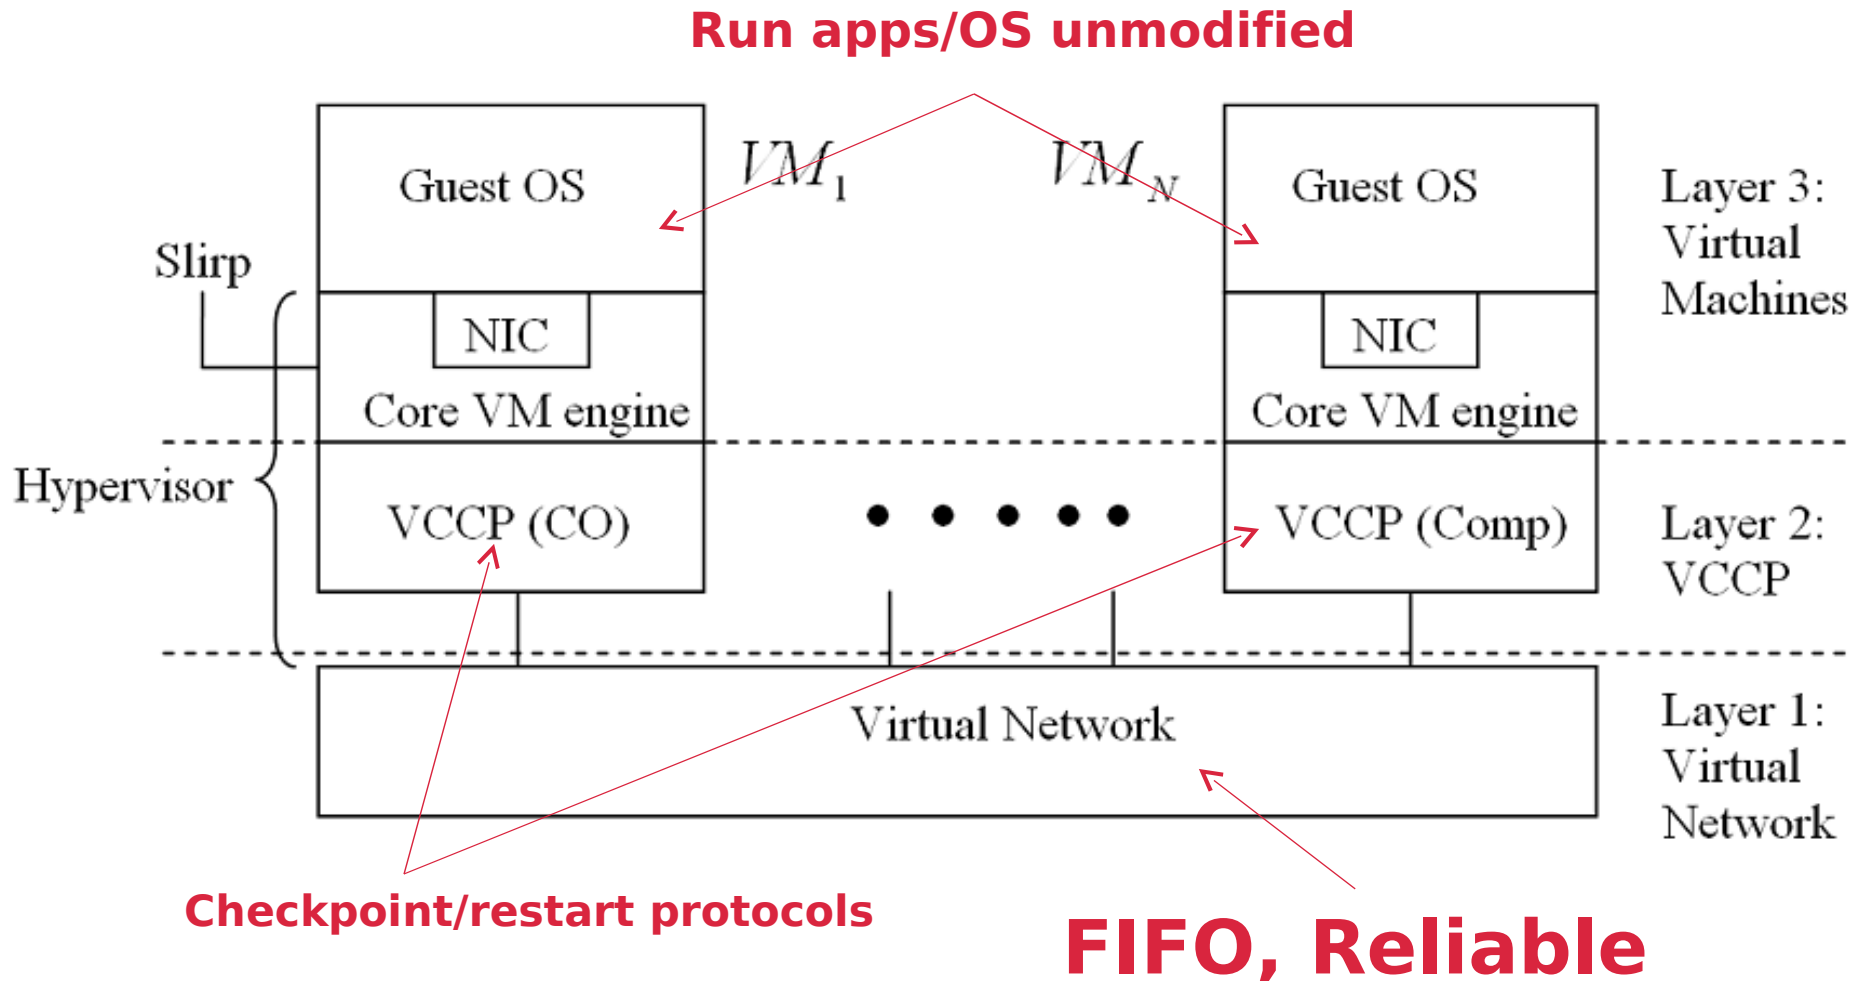 Run apps/OS unmodified
Guest OS
VM1
VMN
Guest OS
Layer 3:
Virtual
Machines
Slirp
NIC
NIC
Core VM engine
Core VM engine
Hypervisor
VCCP (CO)
VCCP (Comp)
Layer 2:
VCCP
Virtual Network
Layer 1:
Virtual
Network
Checkpoint/restart protocols
FIFO, Reliable